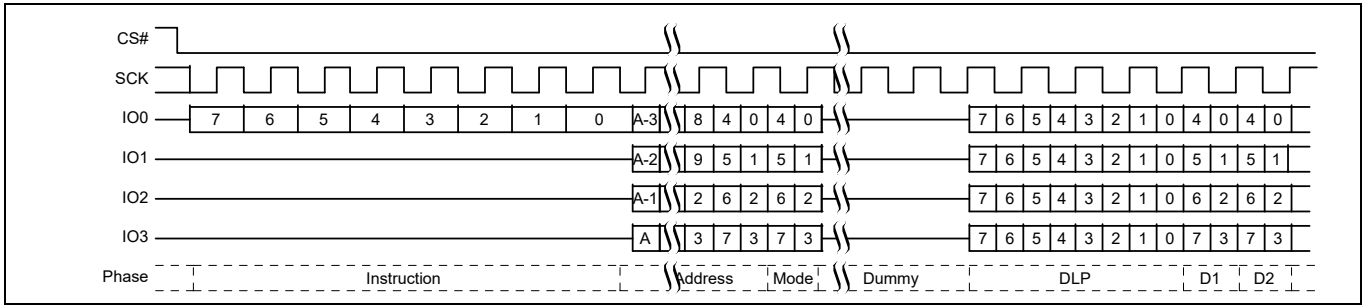 CS#
SCK
IO0 7 6 5 4 3 2 1 0 A-3 8 4 0 4 0 7 6 5 4 3 2 1 0 4 0 4 0
IO1 A-2 9 5 1 5 1 7 6 5 4 3 2 1 0 5 1 5 1
IO2 A-1 2 6 2 6 2 7 6 5 4 3 2 1 0 6 2 6 2
IO3 A 3 7 3 7 3 7 6 5 4 3 2 1 0 7 3 7 3
Phase Instruction Address Mode Dummy DLP D1 D2